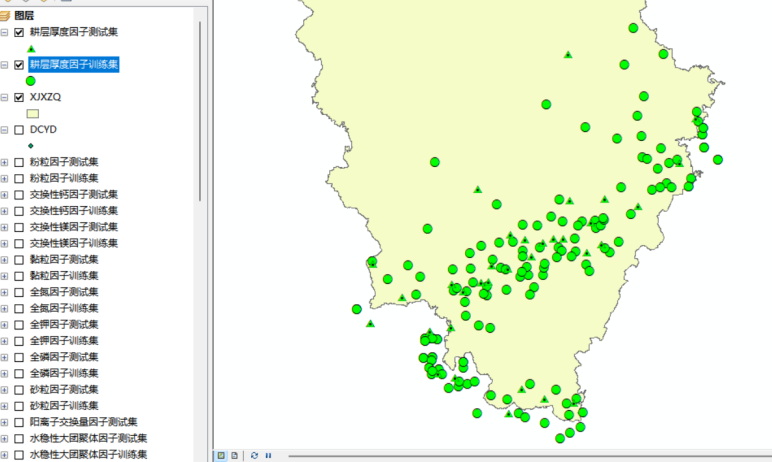 图层
耕层厚度因子测试集
耕层厚度因子训练集
XJXZQ
DCYD
粉粒因子测试集
粉粒因子训练集
交换性钙因子测试集
交换性钙因子训练集
交换性镁因子测试集
交换性镁因子训练集
黏粒因子测试集
黏粒因子训练集
全氮因子测试集
全氮因子训练集
全钾因子测试集
全钾因子训练集
全磷因子测试集
全磷因子训练集
砂粒因子测试集
砂粒因子训练集
阳离子交换量因子测试集
水稳性大团聚体因子测试集
水稳性大团聚体因子训练集